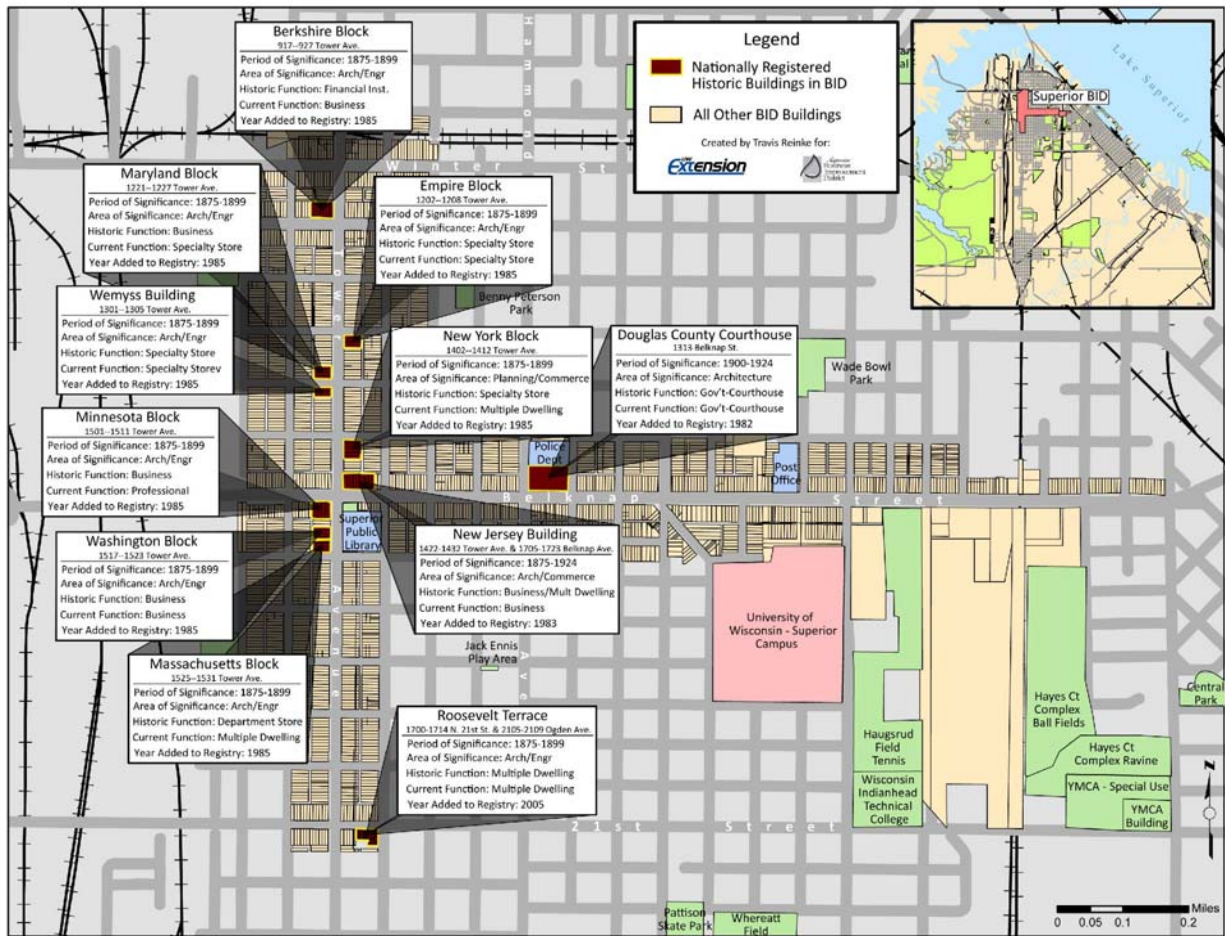 Berkshire Block
917--927 Tower Ave.
Period of Significance: 1875-1899
Area of Significance: Arch/Engr
Historic Function: Financial Inst.
Current Function: Business
Year Added to Registry: 1985
Hammond
Ave
Winter St
Tower
Avenue
Legend
Nationally Registered
Historic Buildings in BID
All Other BID Buildings
Created by Travis Reinke for:
Extension
Superior BID
Lake Superior
Maryland Block
1221--1227 Tower Ave.
Period of Significance: 1875-1899
Area of Significance: Arch/Engr
Historic Function: Business
Current Function: Specialty Store
Year Added to Registry: 1985
Empire Block
1202--1208 Tower Ave.
Period of Significance: 1875-1899
Area of Significance: Arch/Engr
Historic Function: Specialty Store
Current Function: Specialty Store
Year Added to Registry: 1985
Benny Peterson
Park
Wemyss Building
1301--1305 Tower Ave.
Period of Significance: 1875-1899
Area of Significance: Arch/Engr
Historic Function: Specialty Store
Current Function: Specialty Storev
Year Added to Registry: 1985
New York Block
1402--1412 Tower Ave.
Period of Significance: 1875-1899
Area of Significance: Planning/Commerce
Historic Function: Specialty Store
Current Function: Multiple Dwelling
Year Added to Registry: 1985
Douglas County Courthouse
1313 Belknap St.
Period of Significance: 1900-1924
Area of Significance: Architecture
Historic Function: Gov't-Courthouse
Current Function: Gov't-Courthouse
Year Added to Registry: 1982
Wade Bowl
Park
Minnesota Block
1501--1511 Tower Ave.
Period of Significance: 1875-1899
Area of Significance: Arch/Engr
Historic Function: Business
Current Function: Professional
Year Added to Registry: 1985
Police
Dept
Post
Office
Belknap Street
Superior
Public
Library
Washington Block
1517--1523 Tower Ave.
Period of Significance: 1875-1899
Area of Significance: Arch/Engr
Historic Function: Business
Current Function: Business
Year Added to Registry: 1985
New Jersey Building
1422-1432 Tower Ave. & 1705-1723 Belknap Ave.
Period of Significance: 1875-1924
Area of Significance: Arch/Commerce
Historic Function: Business/Mult Dwelling
Current Function: Business
Year Added to Registry: 1983
University of
Wisconsin - Superior
Campus
Jack Ennis
Play Area
Massachusetts Block
1525--1531 Tower Ave.
Period of Significance: 1875-1899
Area of Significance: Arch/Engr
Historic Function: Department Store
Current Function: Multiple Dwelling
Year Added to Registry: 1985
Roosevelt Terrace
1700-1714 N. 21st St. & 2105-2109 Ogden Ave.
Period of Significance: 1875-1899
Area of Significance: Arch/Engr
Historic Function: Multiple Dwelling
Current Function: Multiple Dwelling
Year Added to Registry: 2005
Haugsrud
Field
Tennis
Wisconsin
Indianhead
Technical
College
Hayes Ct
Complex
Ball Fields
Central
Park
Hayes Ct
Complex Ravine
YMCA - Special Use
YMCA
Building
21st Street
Pattison
Skate Park
Whereatt
Field
N
Miles
0 0.05 0.1 0.2